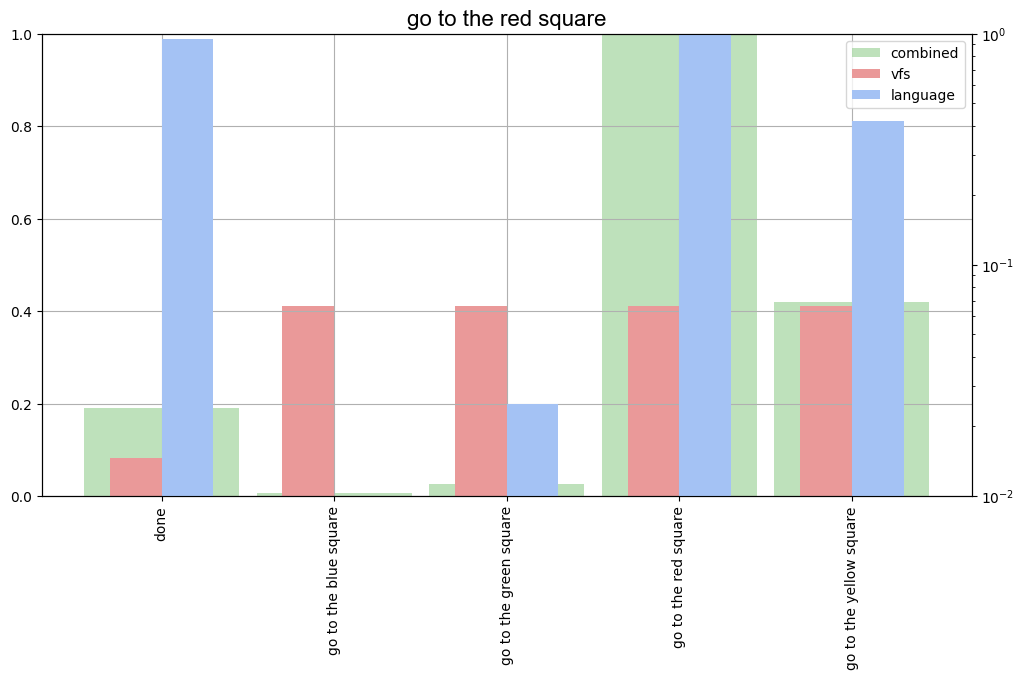 go to the red square
1.0
0.8
0.6
0.4
0.2
0.0
10⁰
10⁻¹
10⁻²
combined
vfs
language
done
go to the blue square
go to the green square
go to the red square
go to the yellow square